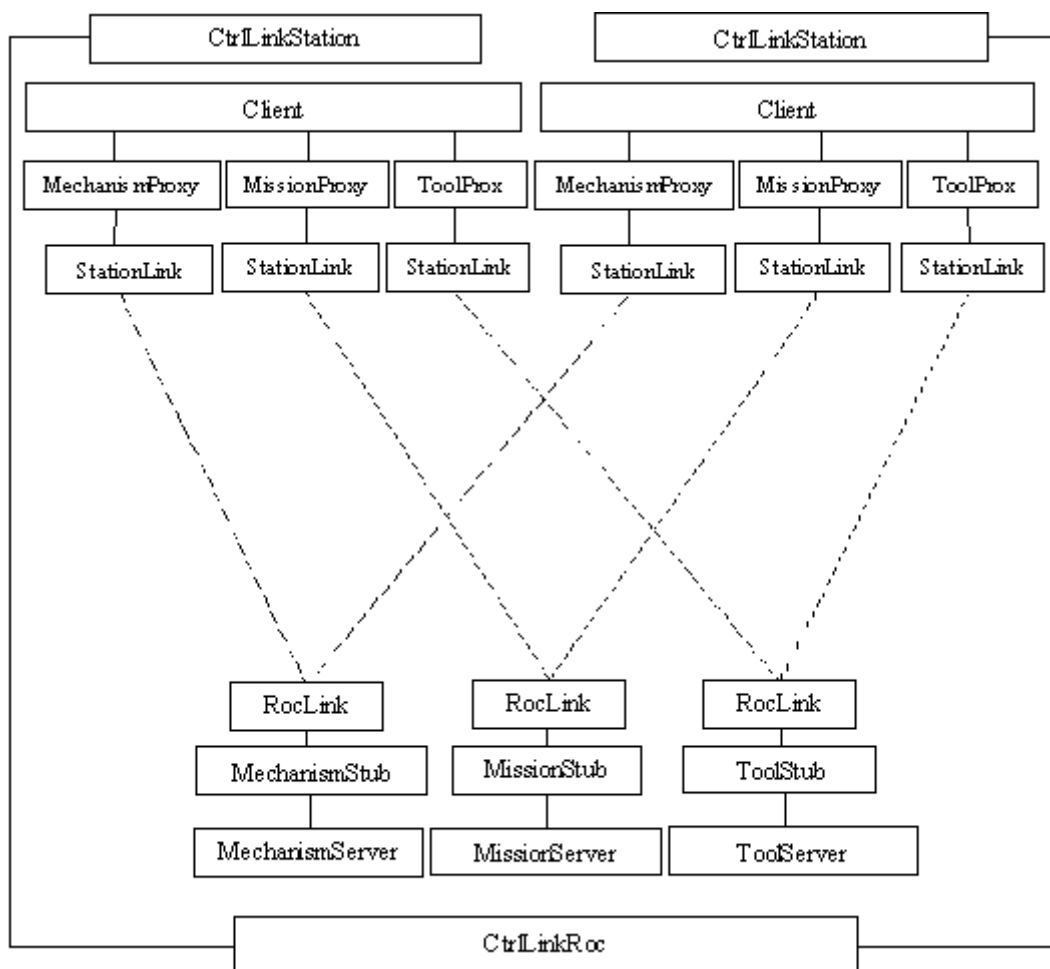 CtrlLinkStation
CtrlLinkStation
Client
Client
MechanismProxy
MissionProxy
ToolProx
MechanismProxy
MissionProxy
ToolProx
StationLink
StationLink
StationLink
StationLink
StationLink
StationLink
RocLink
RocLink
RocLink
MechanismStub
MissionStub
ToolStub
MechanismServer
MissionServer
ToolServer
CtrlLinkRoc